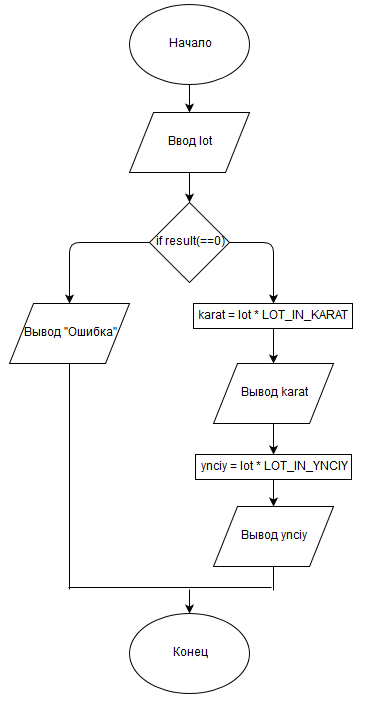 Начало
Ввод lot
if result(==0)
Вывод "Ошибка"
karat = lot * LOT_IN_KARAT
Вывод karat
ynciy = lot * LOT_IN_YNCIY
Вывод ynciy
Конец